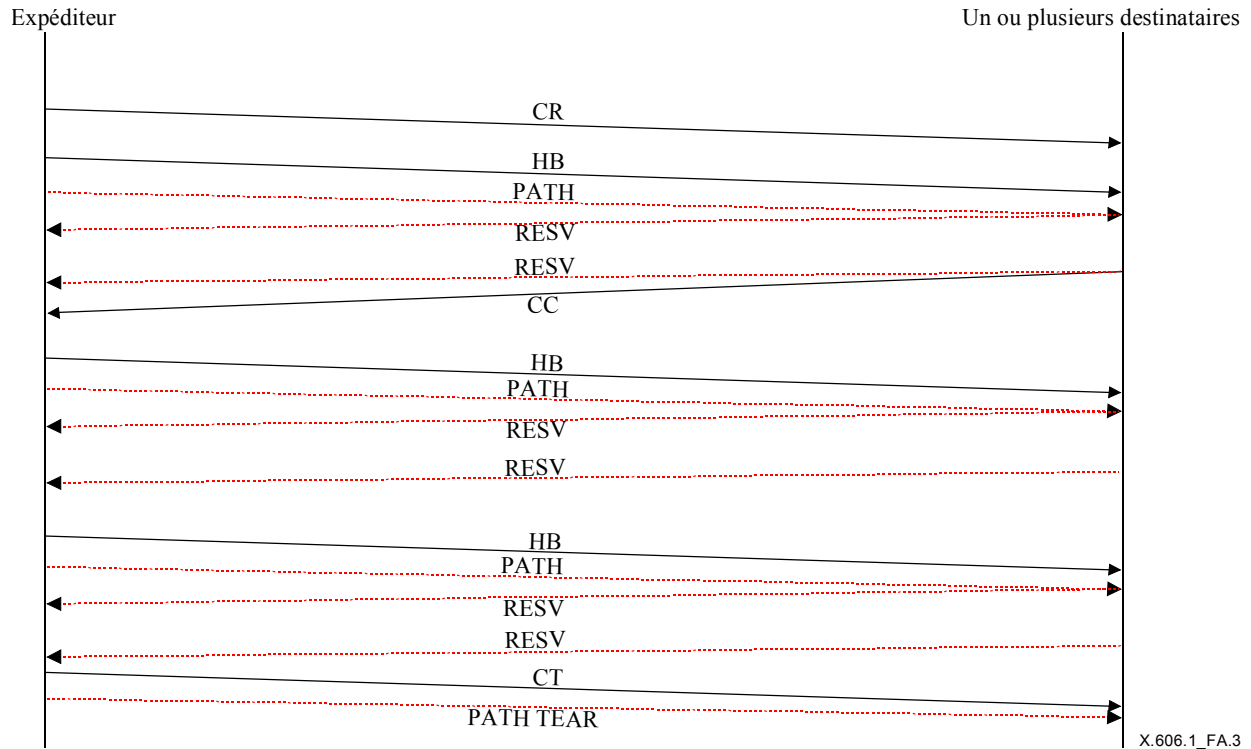 Expéditeur
Un ou plusieurs destinataires
CR
HB
PATH
RESV
RESV
CC
HB
PATH
RESV
RESV
HB
PATH
RESV
RESV
CT
PATH TEAR
X.606.1_FA.3